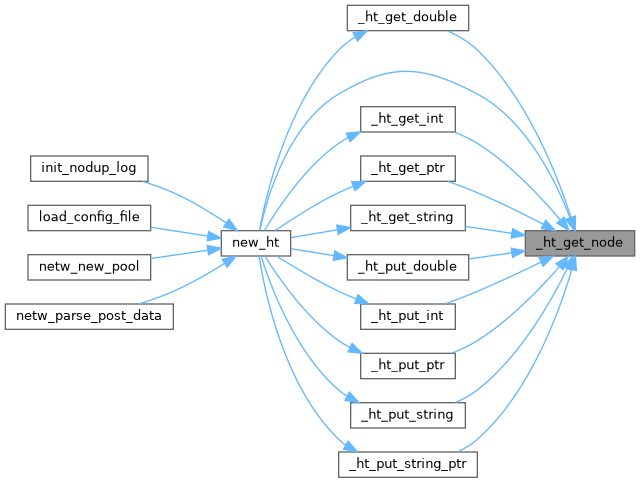 _ht_get_double
_ht_get_int
_ht_get_ptr
init_nodup_log
_ht_get_string
load_config_file
new_ht
_ht_get_node
netw_new_pool
_ht_put_double
netw_parse_post_data
_ht_put_int
_ht_put_ptr
_ht_put_string
_ht_put_string_ptr